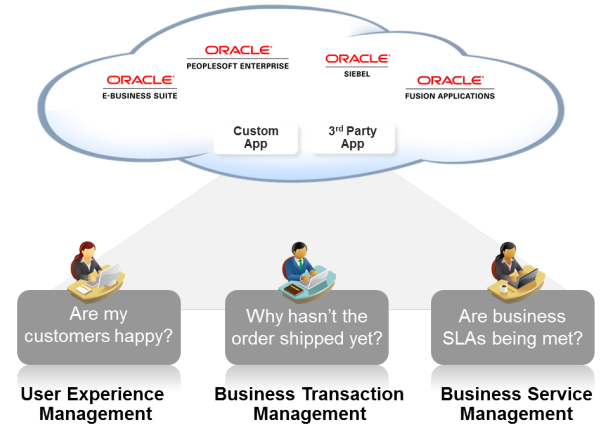 ORACLE
PEOPLESOFT ENTERPRISE
ORACLE
SIEBEL
ORACLE
E-BUSINESS SUITE
ORACLE
FUSION APPLICATIONS
Custom
App
3rd Party
App
Are my
customers happy?
Why hasn't the
order shipped yet?
Are business
SLAs being met?
User Experience
Management
Business Transaction
Management
Business Service
Management